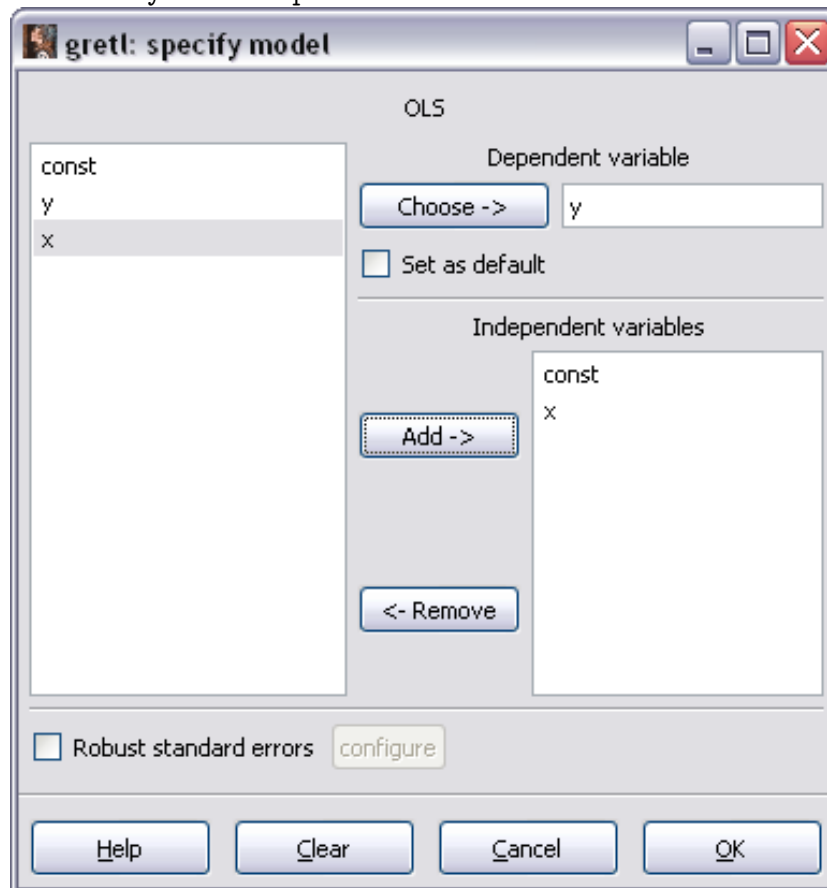 gretl: specify model
OLS
const
y
x
Dependent variable
Choose ->
y
Set as default
Independent variables
Add ->
const
x
<- Remove
Robust standard errors
configure
Help
Clear
Cancel
OK